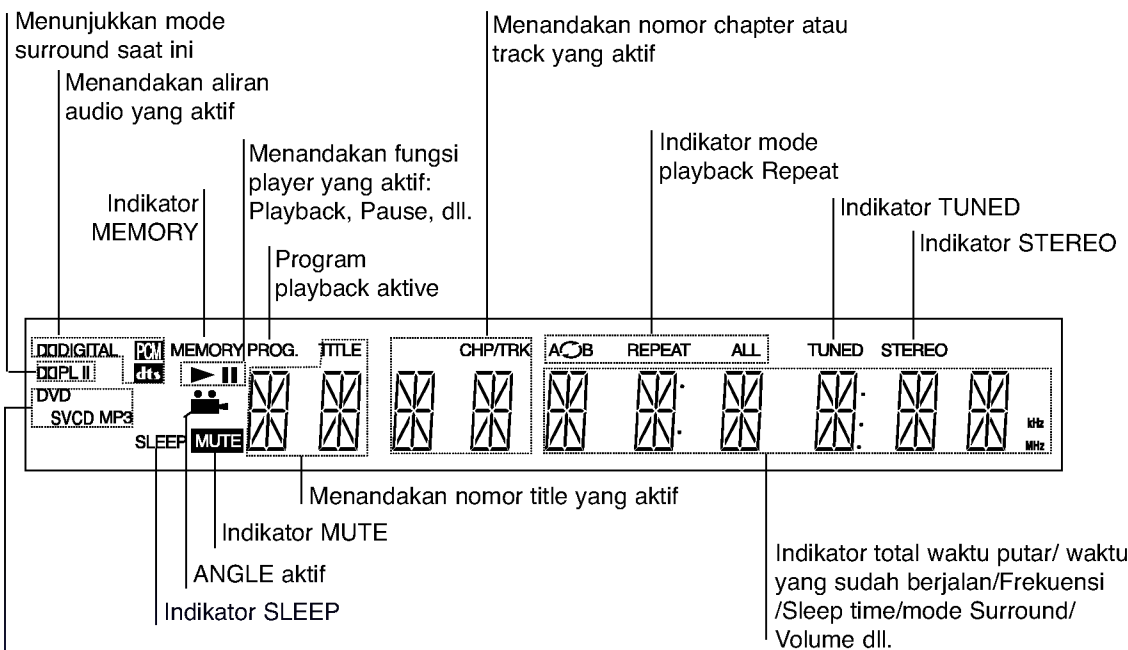 Menunjukkan mode
surround saat ini
Menandakan aliran
audio yang aktif
Indikator
MEMORY
Menandakan fungsi
player yang aktif:
Playback, Pause, dll.
Program
playback aktive
Menandakan nomor chapter atau
track yang aktif
Indikator mode
playback Repeat
Indikator TUNED
Indikator STEREO
DIGITAL PCM MEMORY PROG. TITLE CHP/TRK A B REPEAT ALL TUNED STEREO
PL II dts
DVD
SVCD MP3
SLEEP MUTE
kHz
MHz
Menandakan nomor title yang aktif
Indikator MUTE
ANGLE aktif
Indikator SLEEP
Indikator total waktu putar/ waktu
yang sudah berjalan/Frekuensi
/Sleep time/mode Surround/
Volume dll.